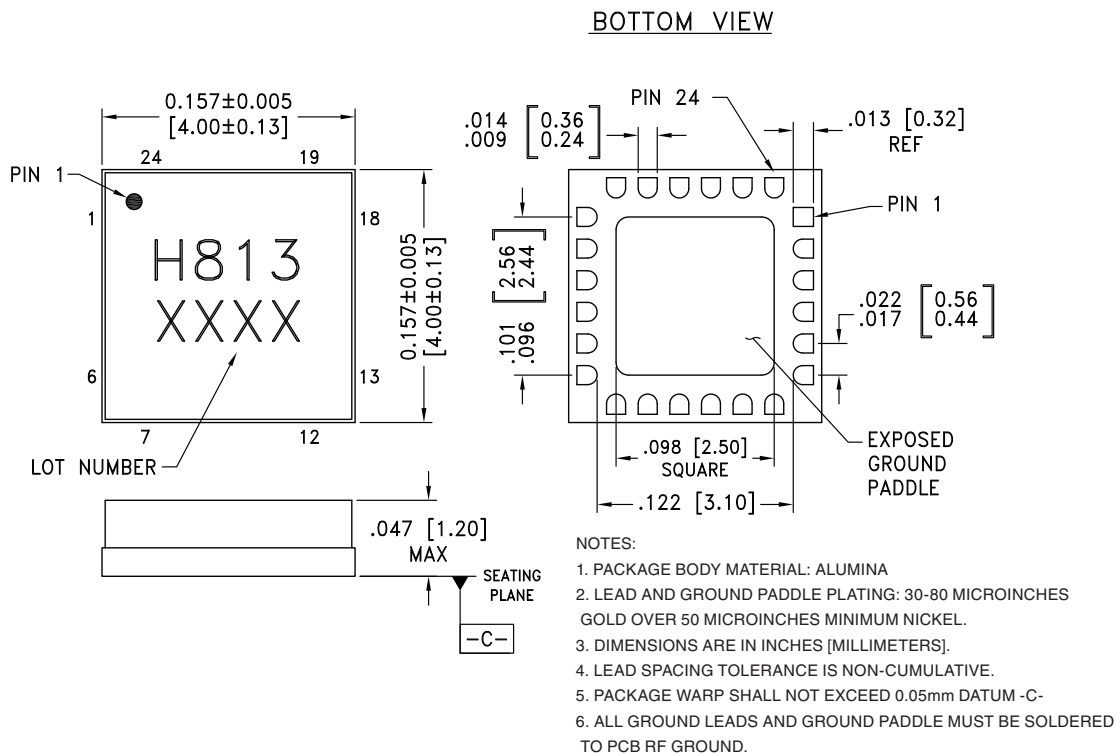 BOTTOM VIEW
0.157±0.005
[4.00±0.13]
24
19
PIN 1
1
18
H813
XXXX
0.157±0.005
[4.00±0.13]
6
13
7
12
LOT NUMBER
.047 [1.20]
MAX
SEATING
PLANE
-C-
PIN 24
.014 [0.36]
.009 [0.24]
.013 [0.32]
REF
PIN 1
[2.56]
[2.44]
.101
.096
.022 [0.56]
.017 [0.44]
.098 [2.50]
SQUARE
.122 [3.10]
EXPOSED
GROUND
PADDLE
NOTES:
1. PACKAGE BODY MATERIAL: ALUMINA
2. LEAD AND GROUND PADDLE PLATING: 30-80 MICROINCHES
GOLD OVER 50 MICROINCHES MINIMUM NICKEL.
3. DIMENSIONS ARE IN INCHES [MILLIMETERS].
4. LEAD SPACING TOLERANCE IS NON-CUMULATIVE.
5. PACKAGE WARP SHALL NOT EXCEED 0.05mm DATUM -C-
6. ALL GROUND LEADS AND GROUND PADDLE MUST BE SOLDERED
TO PCB RF GROUND.